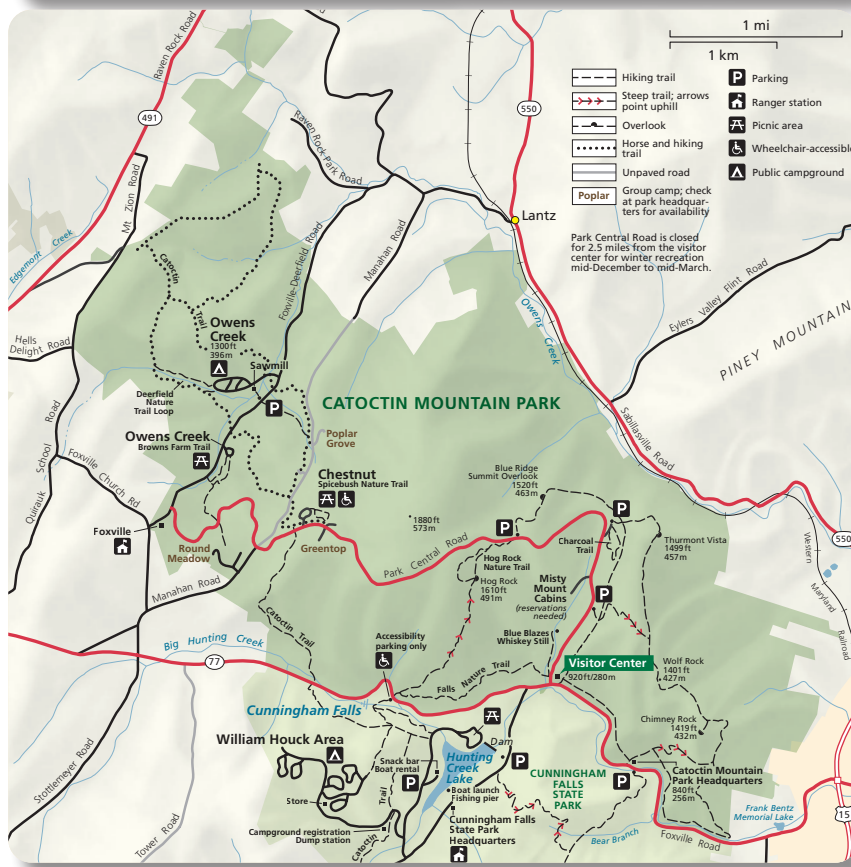 Raven Rock Road
491
550
1 mi
1 km
Hiking trail
Steep trail; arrows
point uphill
Overlook
Horse and hiking
trail
Unpaved road
Poplar
Group camp; check
at park headquar-
ters for availability
P
Parking
Ranger station
Picnic area
Wheelchair-accessible
Public campground
Park Central Road is closed
for 2.5 miles from the visitor
center for winter recreation
mid-December to mid-March.
Raven Rock Park Road
Mt Zion Road
Edgemont Creek
Lantz
Manahan Road
Foxville-Deerfield Road
Catoctin
Trail
Eylers Valley Flint Road
PINEY MOUNTAIN
Owens
Creek
Hells
Delight Road
Owens
Creek
1300ft
396m
Sawmill
Deerfield
Nature
Trail Loop
P
CATOCTIN MOUNTAIN PARK
Sabillasville Road
Quirauk School Road
Foxville Church Rd
Owens Creek
Browns Farm Trail
Poplar
Grove
Chestnut
Spicebush Nature Trail
Blue Ridge
Summit Overlook
1520ft
463m
1880ft
573m
P
P
Foxville
Round
Meadow
Greentop
Park Central Road
Charcoal
Trail
Thurmont Vista
1499ft
457m
550
Western
Maryland
Railroad
Hog Rock
Nature Trail
Hog Rock
1610ft
491m
Misty
Mount
Cabins
(reservations
needed)
P
Manahan Road
Catoctin Trail
Big Hunting Creek
77
Accessibility
parking only
Blue Blazes
Whiskey Still
Visitor Center
920ft/280m
Wolf Rock
1401ft
427m
Falls
Nature Trail
Cunningham Falls
Chimney Rock
1419ft
432m
William Houck Area
Snack bar
Boat rental
P
Hunting
Creek
Lake
Dam
P
CUNNINGHAM
FALLS
STATE
PARK
P
Catoctin Mountain
Park Headquarters
840ft
256m
Stottlemeyer Road
Tower Road
Store
Trail
Boat launch
Fishing pier
Campground registration
Dump station
Catoctin
Cunningham Falls
State Park
Headquarters
Bear Branch
Foxville Road
Frank Bentz
Memorial Lake
15